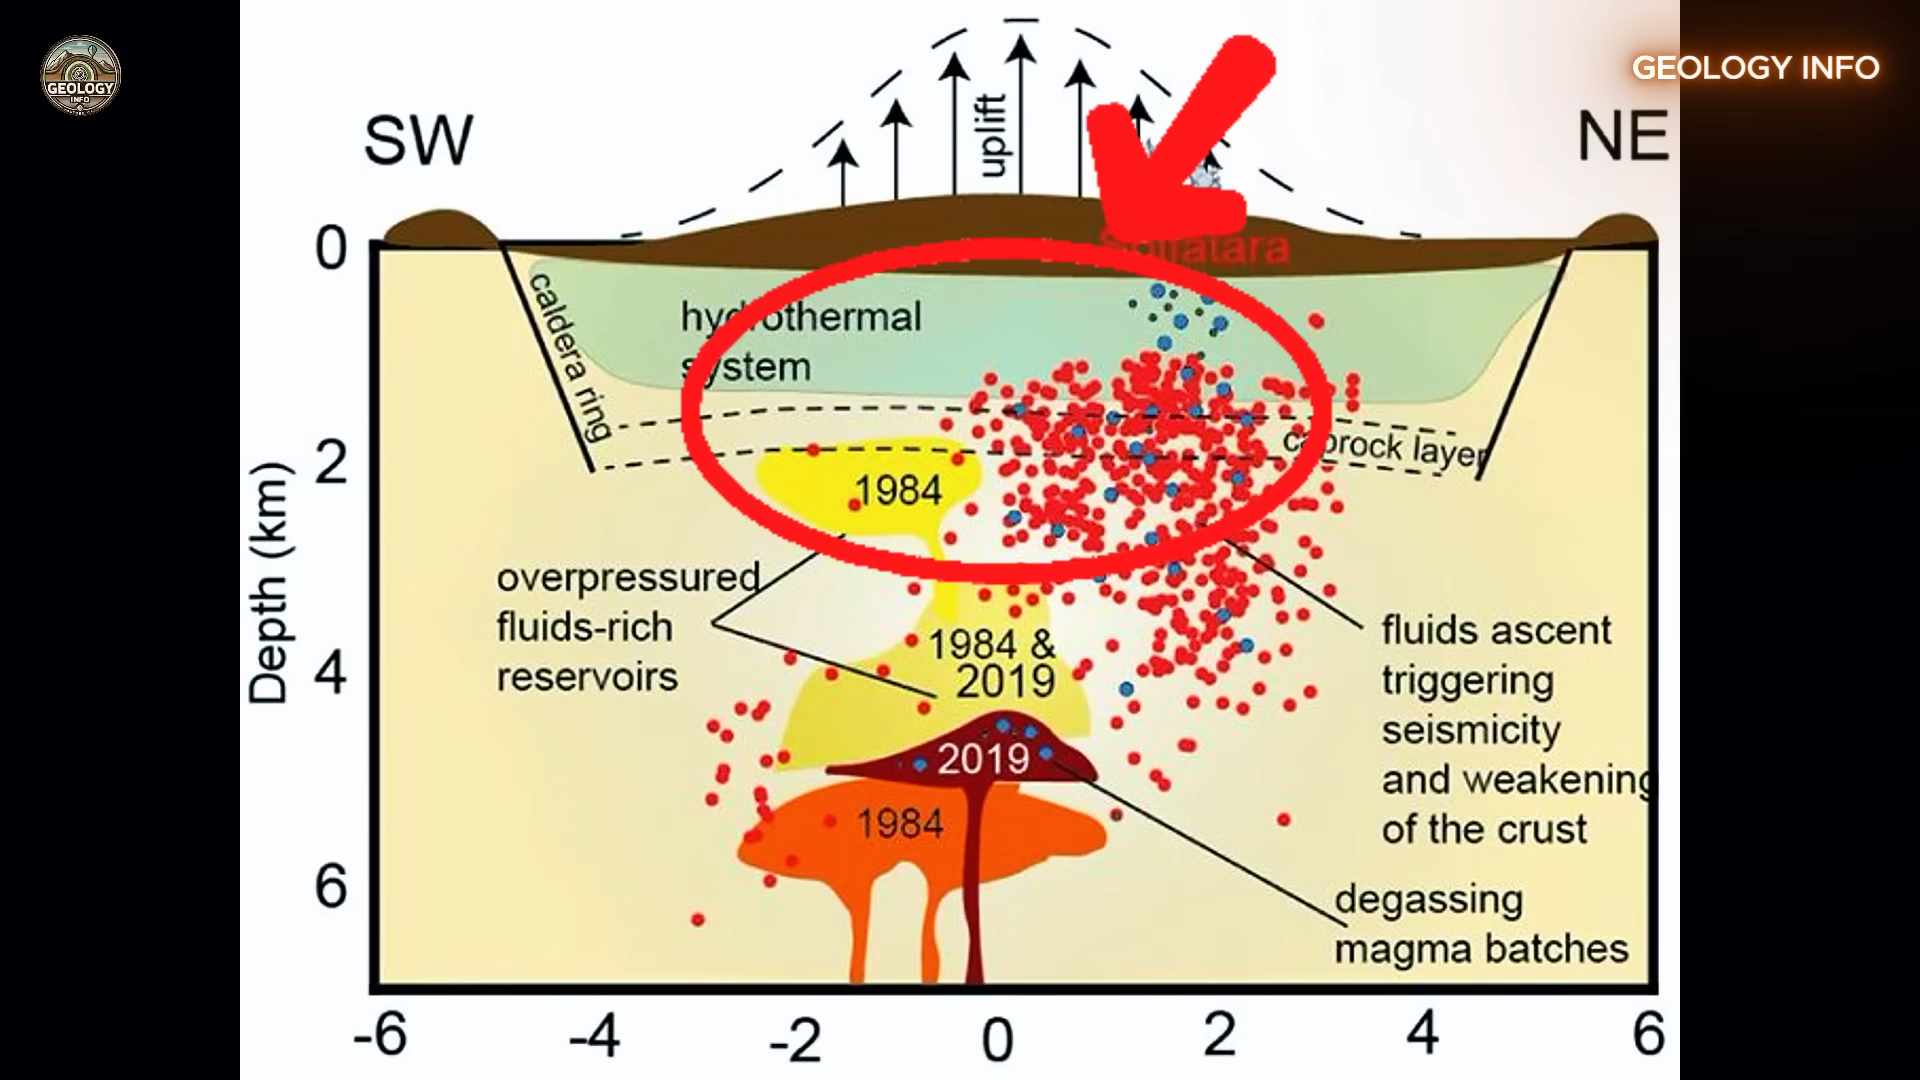 GEOLOGY
INFO
GEOLOGY INFO
SW
NE
uplift
Solfatara
0
2
4
6
Depth (km)
caldera ring
hydrothermal
system
caprock layer
1984
overpressured
fluids-rich
reservoirs
1984 &
2019
2019
1984
fluids ascent
triggering
seismicity
and weakening
of the crust
degassing
magma batches
-6
-4
-2
0
2
4
6